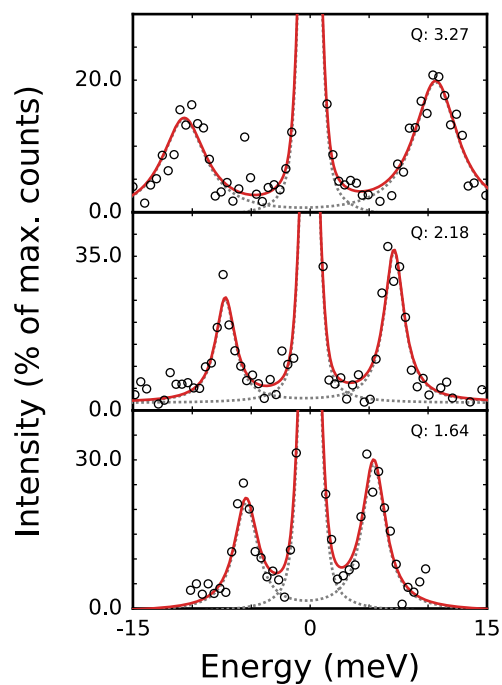 Q: 3.27
20.0
0.0
Q: 2.18
35.0
0.0
Q: 1.64
30.0
0.0
-15 0 15
Energy (meV)
Intensity (% of max. counts)